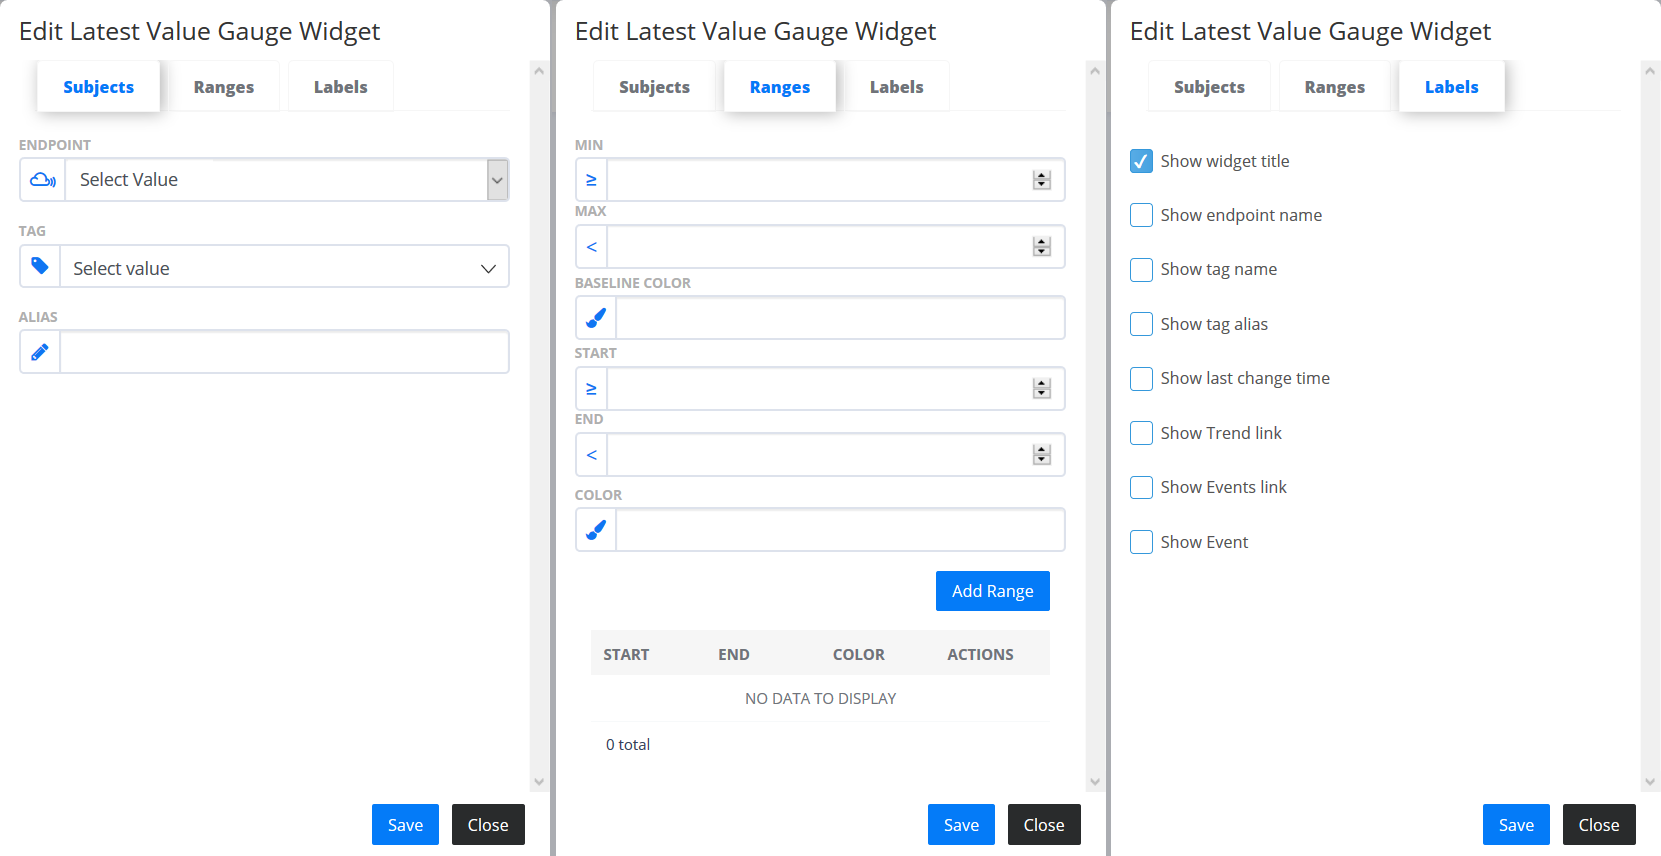 Edit Latest Value Gauge Widget
Subjects Ranges Labels
ENDPOINT
Select Value
TAG
Select value
ALIAS
Save Close
Edit Latest Value Gauge Widget
Subjects Ranges Labels
MIN
≥
MAX
<
BASELINE COLOR
START
≥
END
<
COLOR
Add Range
START END COLOR ACTIONS
NO DATA TO DISPLAY
0 total
Save Close
Edit Latest Value Gauge Widget
Subjects Ranges Labels
Show widget title
Show endpoint name
Show tag name
Show tag alias
Show last change time
Show Trend link
Show Events link
Show Event
Save Close